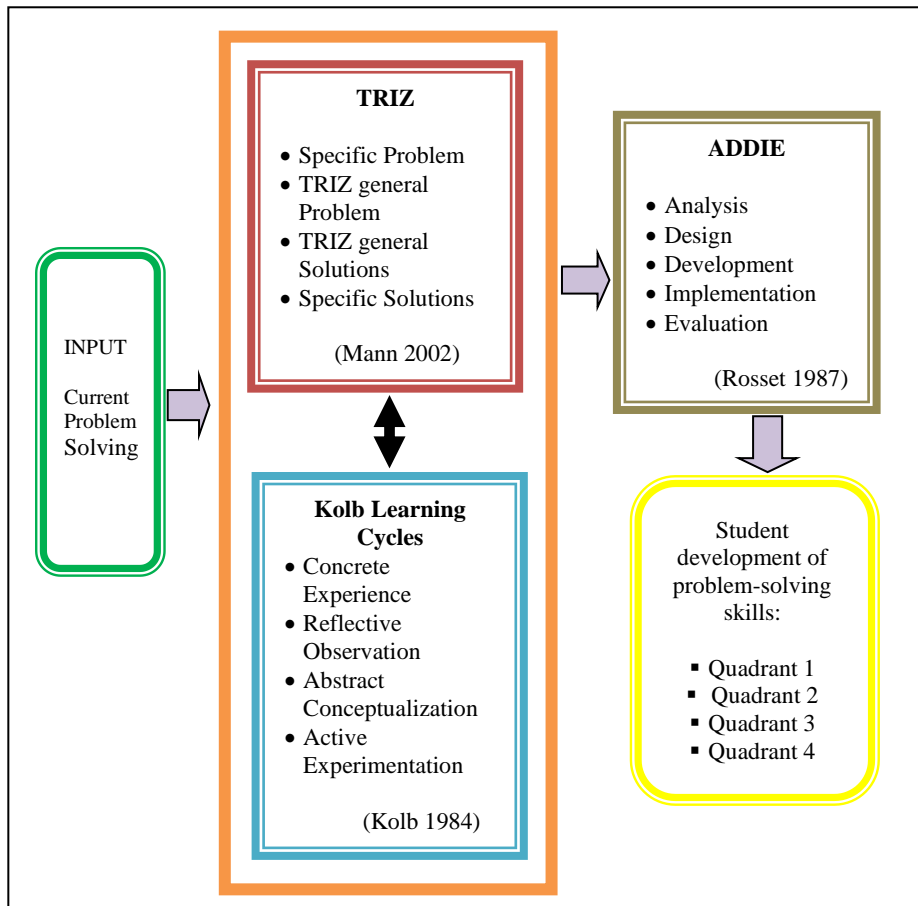 INPUT
Current
Problem
Solving
TRIZ
• Specific Problem
• TRIZ general
Problem
• TRIZ general
Solutions
• Specific Solutions
(Mann 2002)
Kolb Learning
Cycles
• Concrete
Experience
• Reflective
Observation
• Abstract
Conceptualization
• Active
Experimentation
(Kolb 1984)
ADDIE
• Analysis
• Design
• Development
• Implementation
• Evaluation
(Rosset 1987)
Student
development of
problem-solving
skills:
▪ Quadrant 1
▪ Quadrant 2
▪ Quadrant 3
▪ Quadrant 4